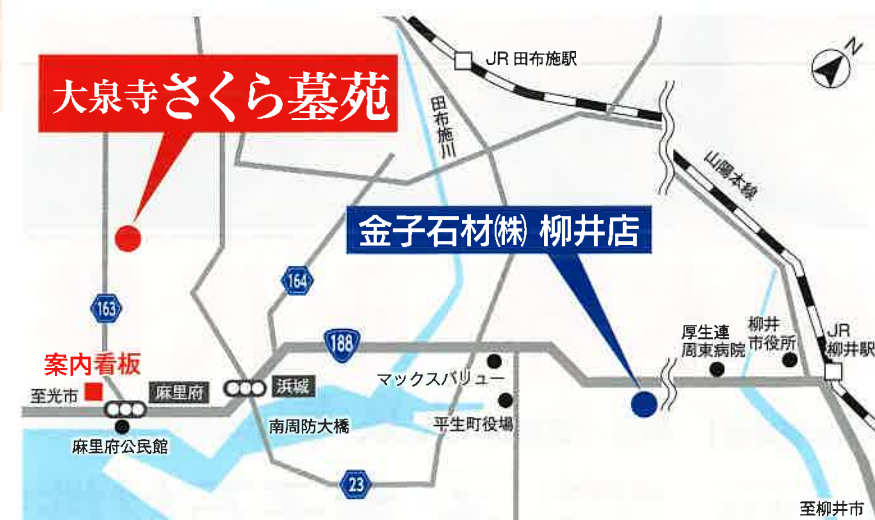 JR 田布施駅
N
大泉寺さくら墓苑
田布施川
山陽本線
金子石材㈱ 柳井店
164
163
188
厚生連
周東病院
柳井
市役所
JR
柳井駅
案内看板
至光市
麻里府
浜城
マックスバリュー
麻里府公民館
南周防大橋
平生町役場
23
至柳井市